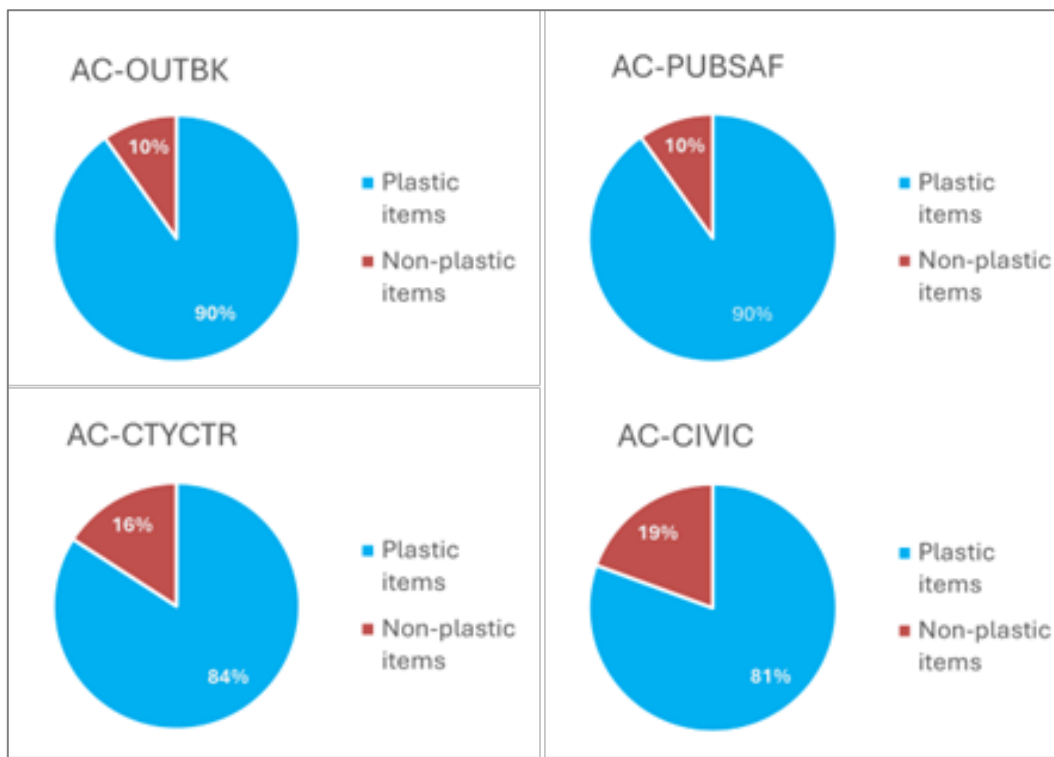 AC-OUTBK
10%
90%
Plastic
items
Non-plastic
items
AC-PUBSAF
10%
90%
Plastic
items
Non-plastic
items
AC-CTYCTR
16%
84%
Plastic
items
Non-plastic
items
AC-CIVIC
19%
81%
Plastic
items
Non-plastic
items